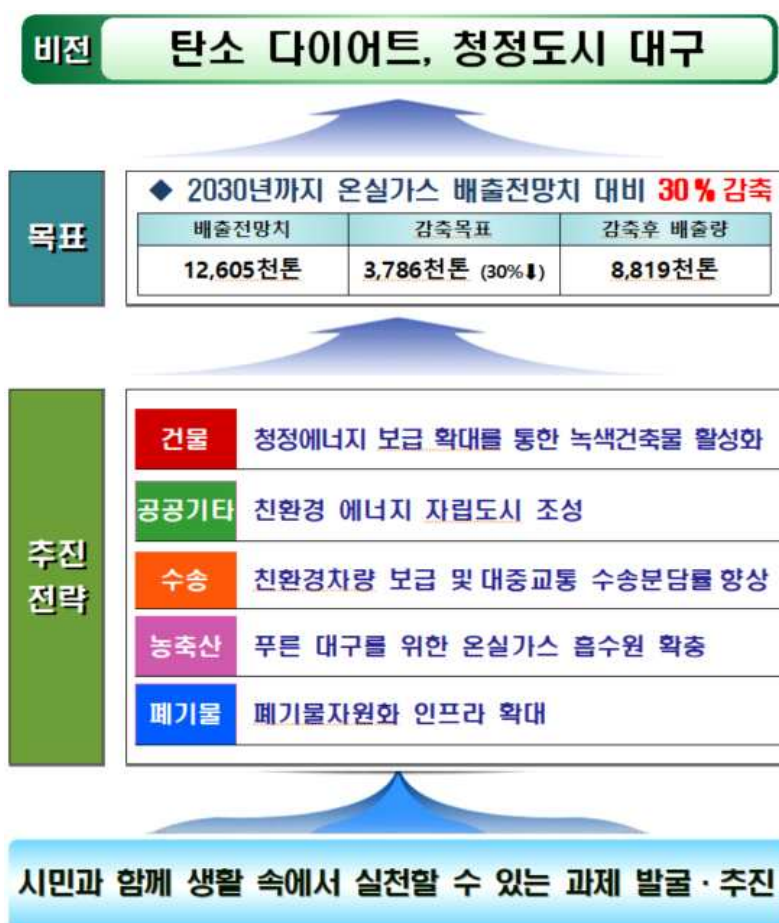 비전 탄소 다이어트, 청정도시 대구
목표
◆ 2030년까지 온실가스 배출전망치 대비 30% 감축
배출전망치 감축목표 감축후 배출량
12,605천톤 3,786천톤 (30%⬇) 8,819천톤
추진
전략
건물 청정에너지 보급 확대를 통한 녹색건축물 활성화
공공기타 친환경 에너지 자립도시 조성
수송 친환경차량 보급 및 대중교통 수송분담률 향상
농축산 푸른 대구를 위한 온실가스 흡수원 확충
폐기물 폐기물자원화 인프라 확대
시민과 함께 생활 속에서 실천할 수 있는 과제 발굴 · 추진